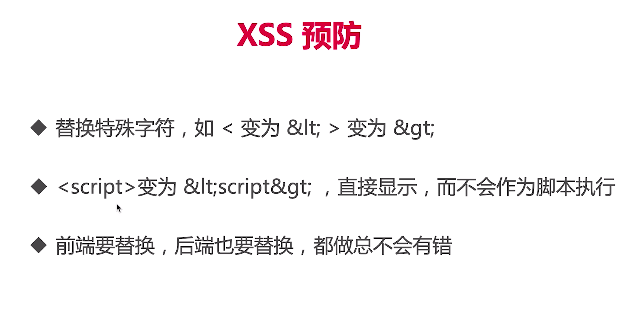 XSS 预防
◆ 替换特殊字符，如 < 变为 &lt; > 变为 &gt;
◆ <script>变为 &lt;script&gt; ，直接显示，而不会作为脚本执行
◆ 前端要替换，后端也要替换，都做总不会有错